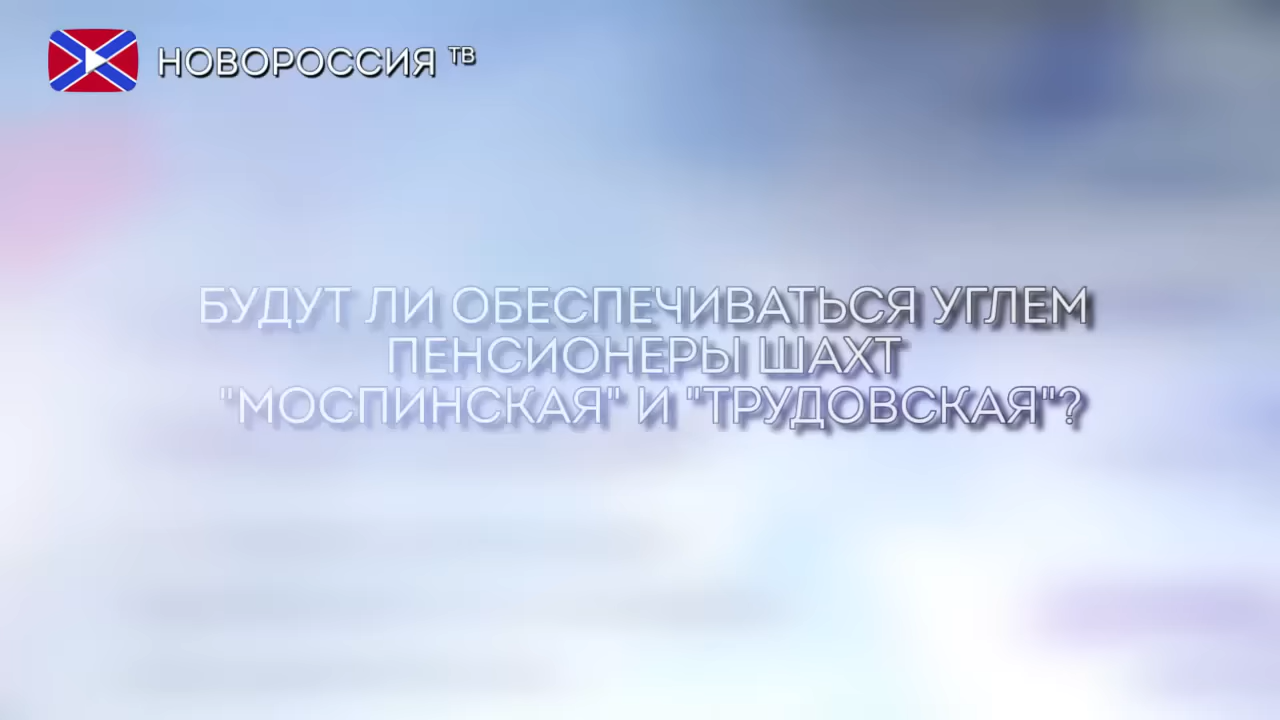 НОВОРОССИЯ ТВ
БУДУТ ЛИ ОБЕСПЕЧИВАТЬСЯ УГЛЕМ
ПЕНСИОНЕРЫ ШАХТ
"МОСПИНСКАЯ" И "ТРУДОВСКАЯ"?